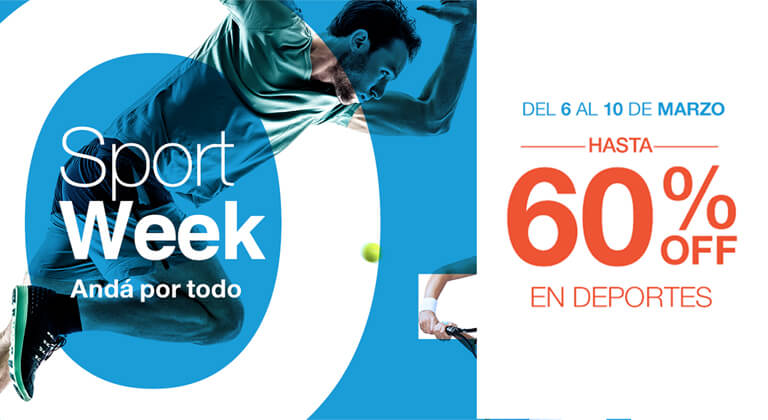 Sport
Week
Andá por todo
DEL 6 AL 10 DE MARZO
HASTA
60% OFF
EN DEPORTES